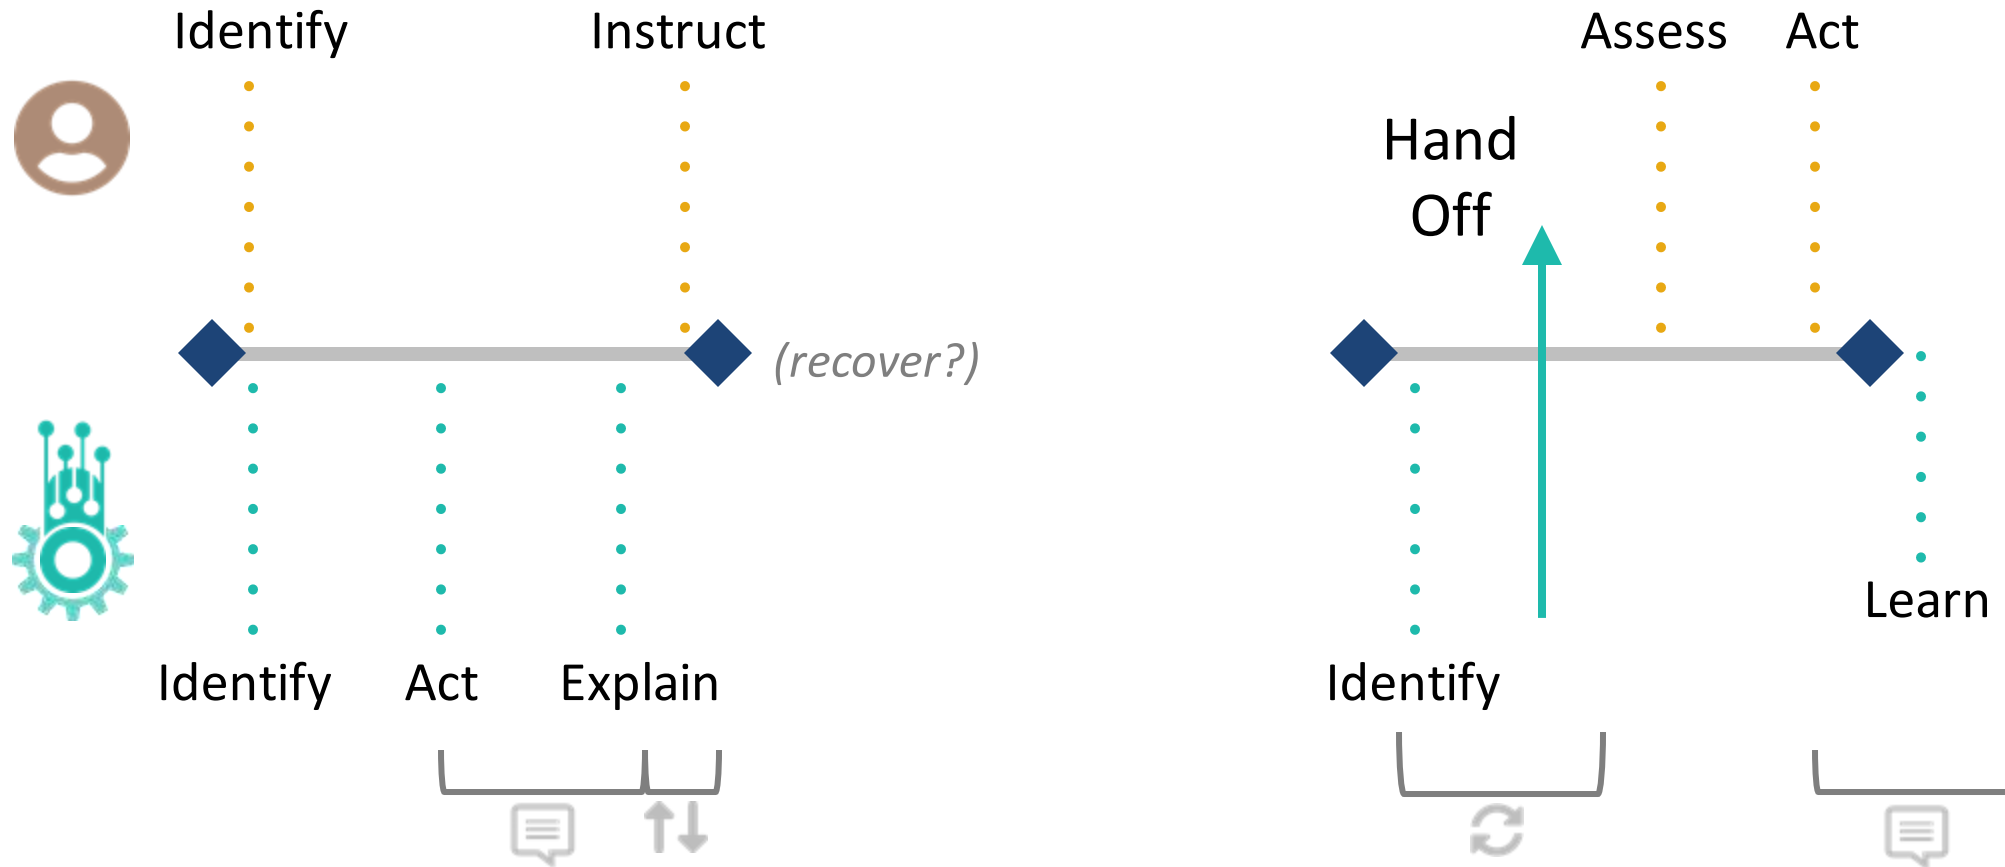 Identify
Instruct
Assess
Act
Hand
Off
(recover?)
Learn
Identify
Act
Explain
Identify